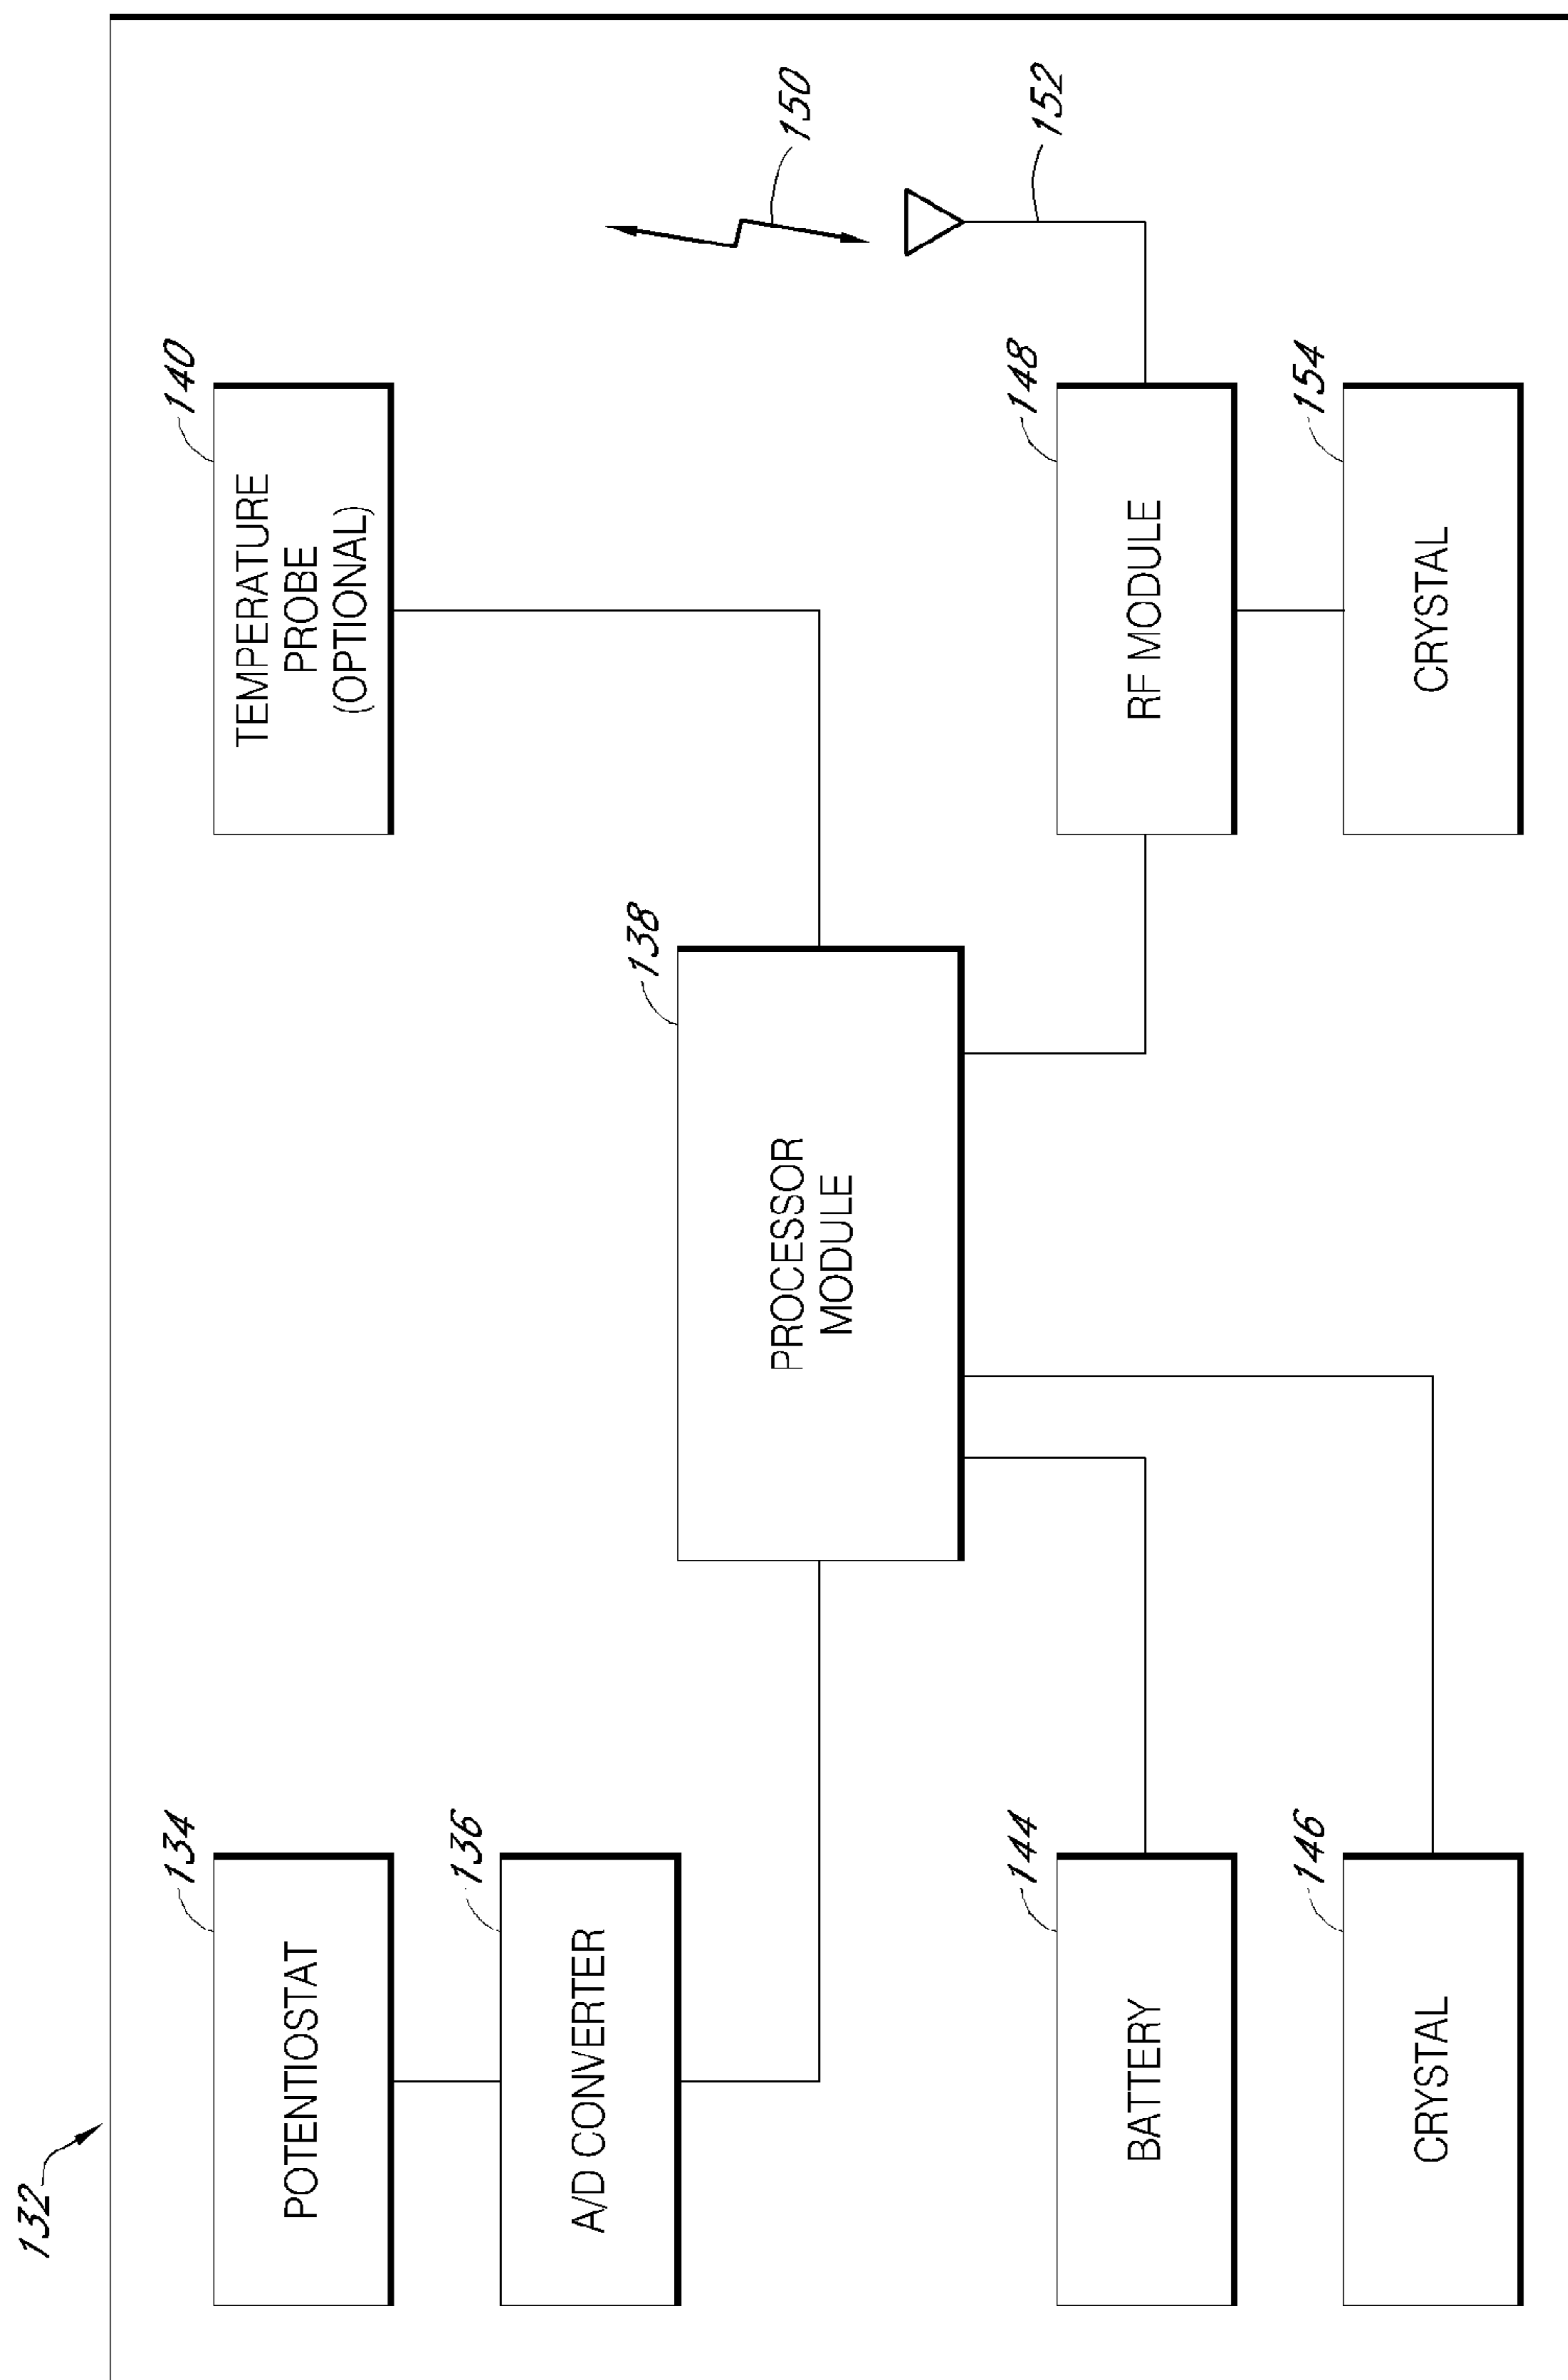 132
134
POTENTIOSTAT
136
A/D CONVERTER
138
PROCESSOR
MODULE
140
TEMPERATURE
PROBE
(OPTIONAL)
150
152
144
BATTERY
146
CRYSTAL
148
RF MODULE
154
CRYSTAL